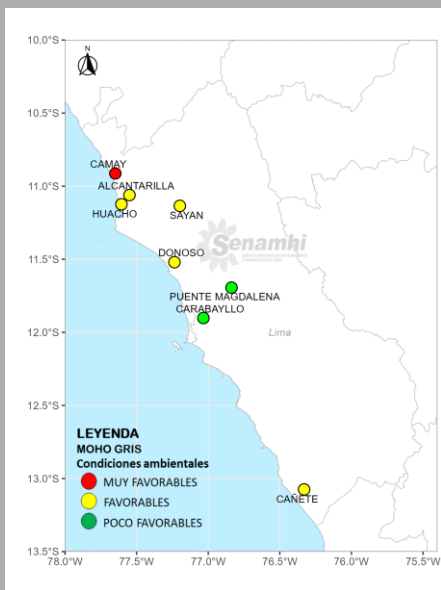 10.0°S
N
10.5°S
CAMAY
11.0°S
ALCANTARILLA
HUACHO
SAYAN
DONOSO
Senamhi
11.5°S
PUENTE MAGDALENA
CARABAYLLO
12.0°S
Lima
12.5°S
LEYENDA
MOHO GRIS
Condiciones ambientales
MUY FAVORABLES
FAVORABLES
POCO FAVORABLES
13.0°S
CAÑETE
13.5°S
78.0°W 77.5°W 77.0°W 76.5°W 76.0°W 75.5°W